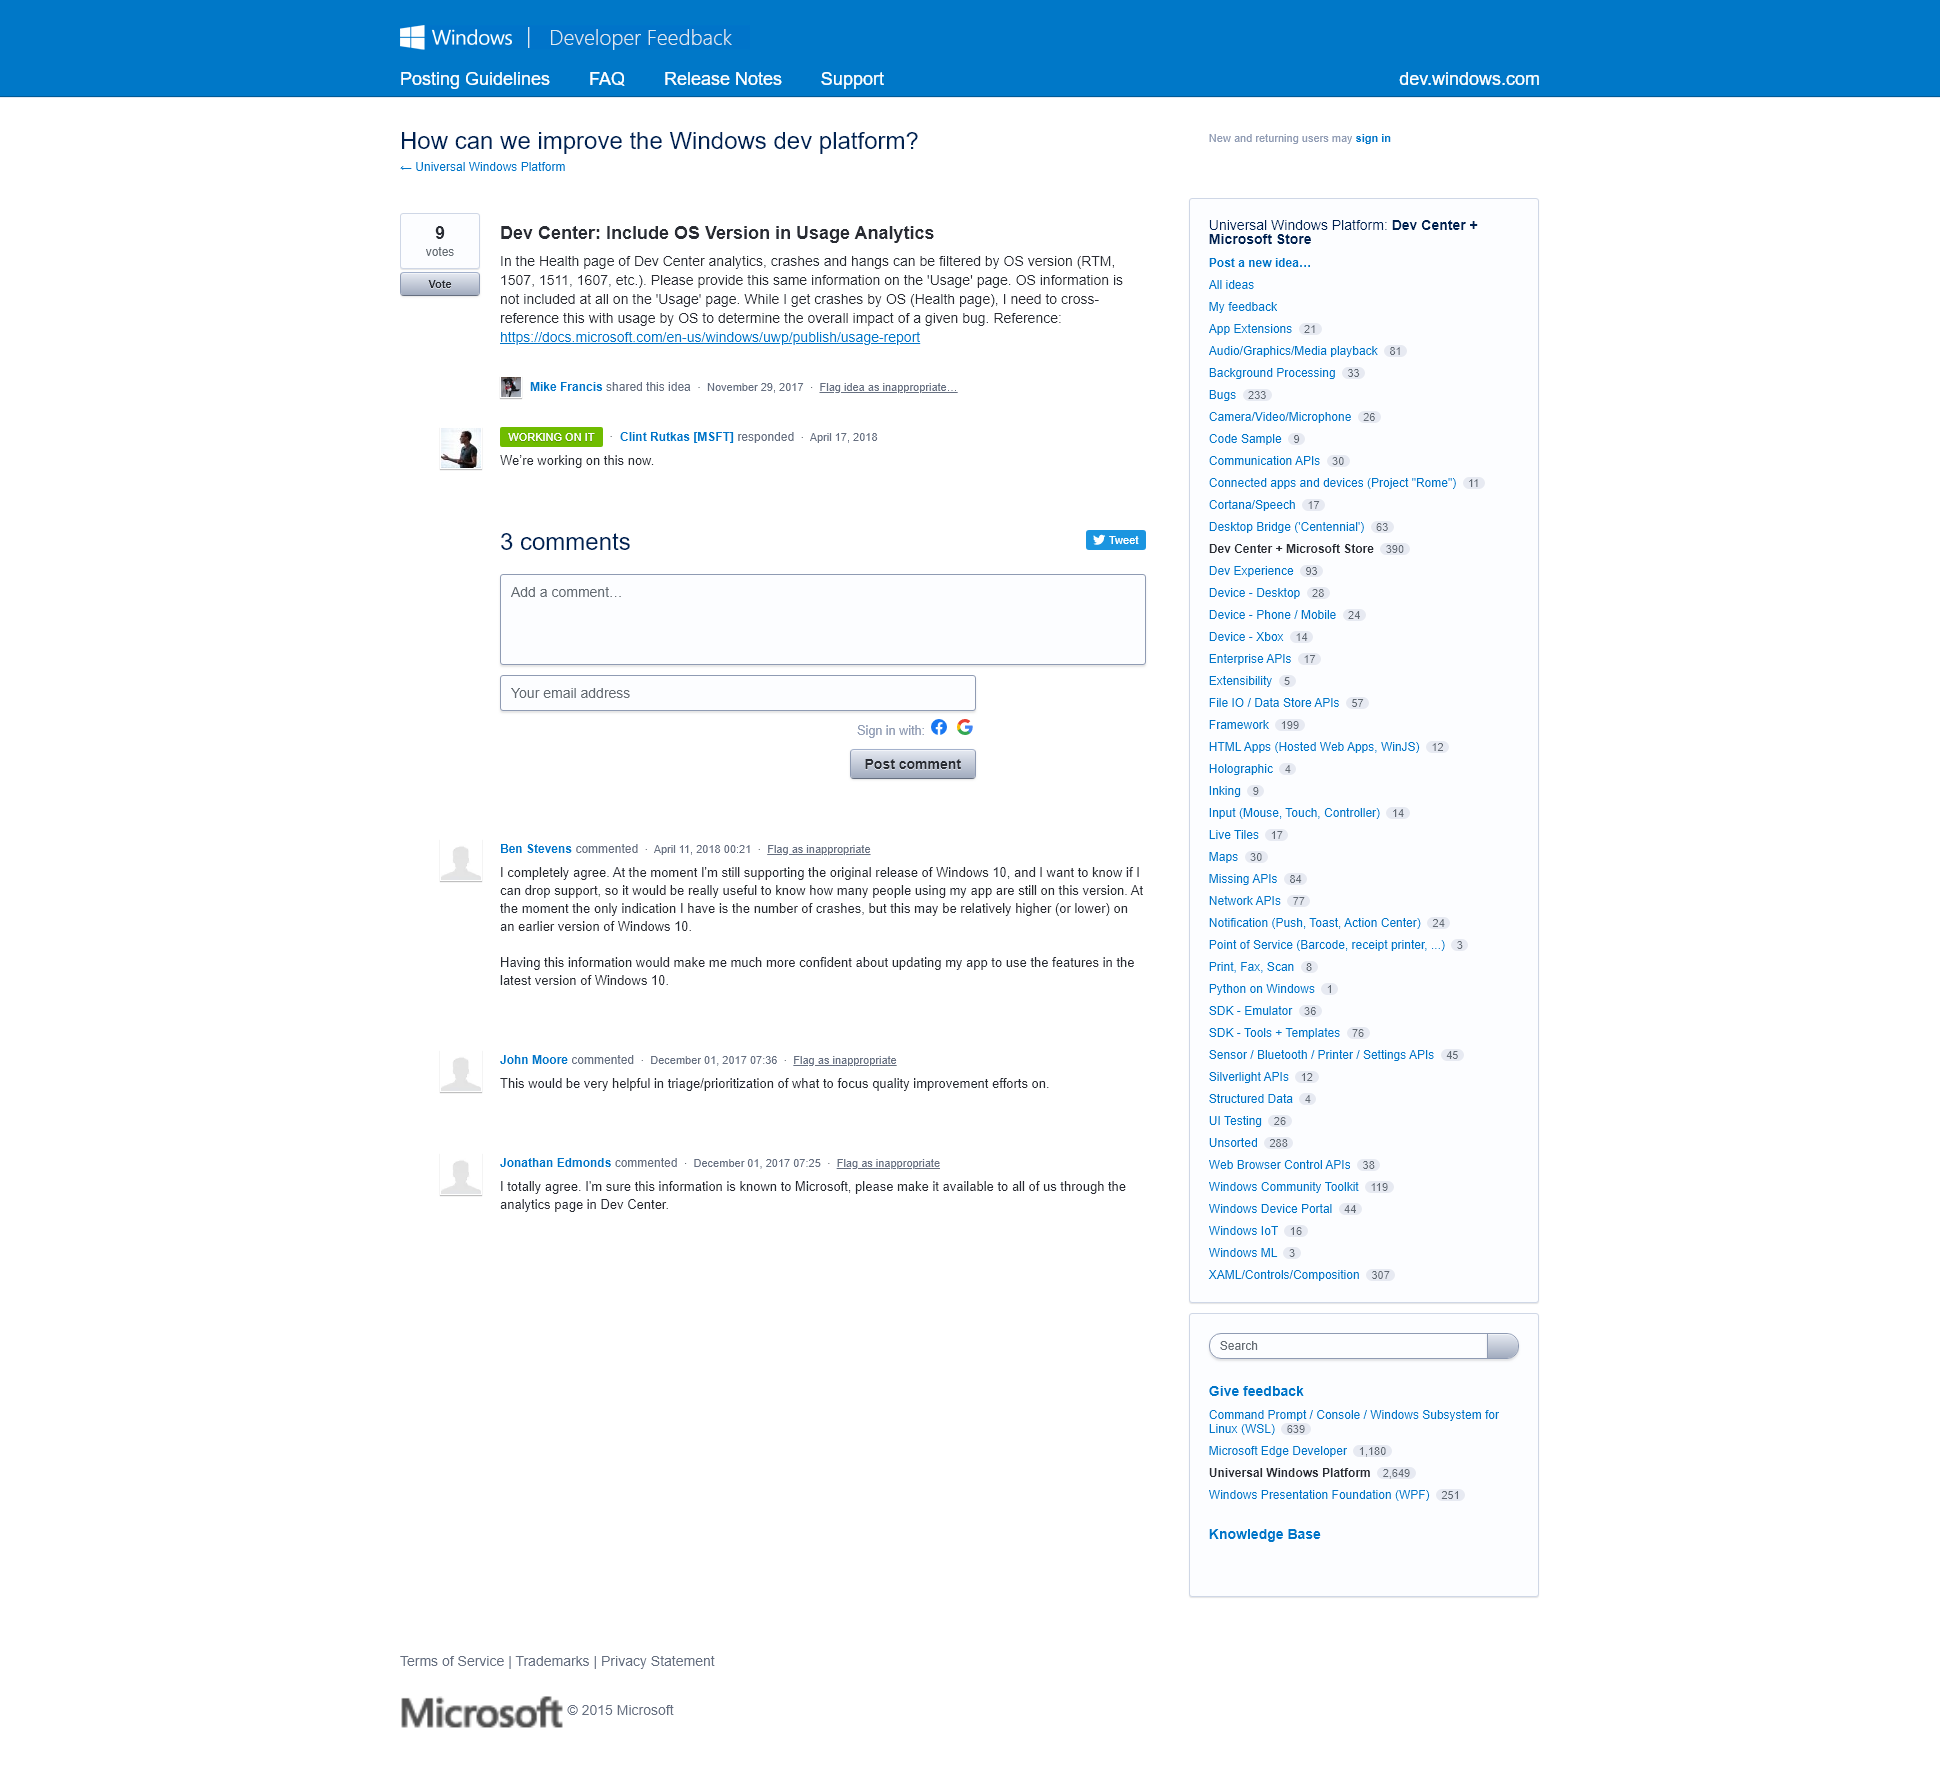 Windows | Developer Feedback
Posting Guidelines FAQ Release Notes Support dev.windows.com
How can we improve the Windows dev platform?
← Universal Windows Platform
New and returning users may sign in
9
votes
Vote
Dev Center: Include OS Version in Usage Analytics
In the Health page of Dev Center analytics, crashes and hangs can be filtered by OS version (RTM,
1507, 1511, 1607, etc.). Please provide this same information on the 'Usage' page. OS information is
not included at all on the 'Usage' page. While I get crashes by OS (Health page), I need to cross-
reference this with usage by OS to determine the overall impact of a given bug. Reference:
https://docs.microsoft.com/en-us/windows/uwp/publish/usage-report
Mike Francis shared this idea · November 29, 2017 · Flag idea as inappropriate…
WORKING ON IT · Clint Rutkas [MSFT] responded · April 17, 2018
We’re working on this now.
3 comments
Tweet
Add a comment…
Your email address
Sign in with:
Post comment
Ben Stevens commented · April 11, 2018 00:21 · Flag as inappropriate
I completely agree. At the moment I'm still supporting the original release of Windows 10, and I want to know if I
can drop support, so it would be really useful to know how many people using my app are still on this version. At
the moment the only indication I have is the number of crashes, but this may be relatively higher (or lower) on
an earlier version of Windows 10.
Having this information would make me much more confident about updating my app to use the features in the
latest version of Windows 10.
John Moore commented · December 01, 2017 07:36 · Flag as inappropriate
This would be very helpful in triage/prioritization of what to focus quality improvement efforts on.
Jonathan Edmonds commented · December 01, 2017 07:25 · Flag as inappropriate
I totally agree. I'm sure this information is known to Microsoft, please make it available to all of us through the
analytics page in Dev Center.
Universal Windows Platform: Dev Center +
Microsoft Store
Post a new idea…
All ideas
My feedback
App Extensions 21
Audio/Graphics/Media playback 81
Background Processing 33
Bugs 233
Camera/Video/Microphone 26
Code Sample 9
Communication APIs 30
Connected apps and devices (Project "Rome") 11
Cortana/Speech 17
Desktop Bridge ('Centennial') 63
Dev Center + Microsoft Store 390
Dev Experience 93
Device - Desktop 28
Device - Phone / Mobile 24
Device - Xbox 14
Enterprise APIs 17
Extensibility 5
File IO / Data Store APIs 57
Framework 199
HTML Apps (Hosted Web Apps, WinJS) 12
Holographic 4
Inking 9
Input (Mouse, Touch, Controller) 14
Live Tiles 17
Maps 30
Missing APIs 84
Network APIs 77
Notification (Push, Toast, Action Center) 24
Point of Service (Barcode, receipt printer, ...) 3
Print, Fax, Scan 8
Python on Windows 1
SDK - Emulator 36
SDK - Tools + Templates 76
Sensor / Bluetooth / Printer / Settings APIs 45
Silverlight APIs 12
Structured Data 4
UI Testing 26
Unsorted 288
Web Browser Control APIs 38
Windows Community Toolkit 119
Windows Device Portal 44
Windows IoT 16
Windows ML 3
XAML/Controls/Composition 307
Search
Give feedback
Command Prompt / Console / Windows Subsystem for
Linux (WSL) 639
Microsoft Edge Developer 1,180
Universal Windows Platform 2,649
Windows Presentation Foundation (WPF) 251
Knowledge Base
Terms of Service | Trademarks | Privacy Statement
Microsoft © 2015 Microsoft